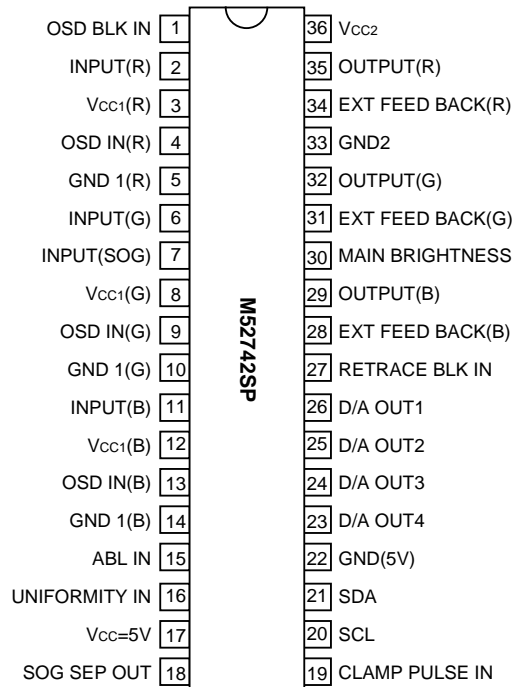 OSD BLK IN 1 36 VCC2
INPUT(R) 2 35 OUTPUT(R)
VCC1(R) 3 34 EXT FEED BACK(R)
OSD IN(R) 4 33 GND2
GND 1(R) 5 32 OUTPUT(G)
INPUT(G) 6 31 EXT FEED BACK(G)
INPUT(SOG) 7 30 MAIN BRIGHTNESS
VCC1(G) 8 29 OUTPUT(B)
OSD IN(G) 9 28 EXT FEED BACK(B)
GND 1(G) 10 27 RETRACE BLK IN
INPUT(B) 11 26 D/A OUT1
VCC1(B) 12 25 D/A OUT2
OSD IN(B) 13 24 D/A OUT3
GND 1(B) 14 23 D/A OUT4
ABL IN 15 22 GND(5V)
UNIFORMITY IN 16 21 SDA
VCC=5V 17 20 SCL
SOG SEP OUT 18 19 CLAMP PULSE IN
M52742SP